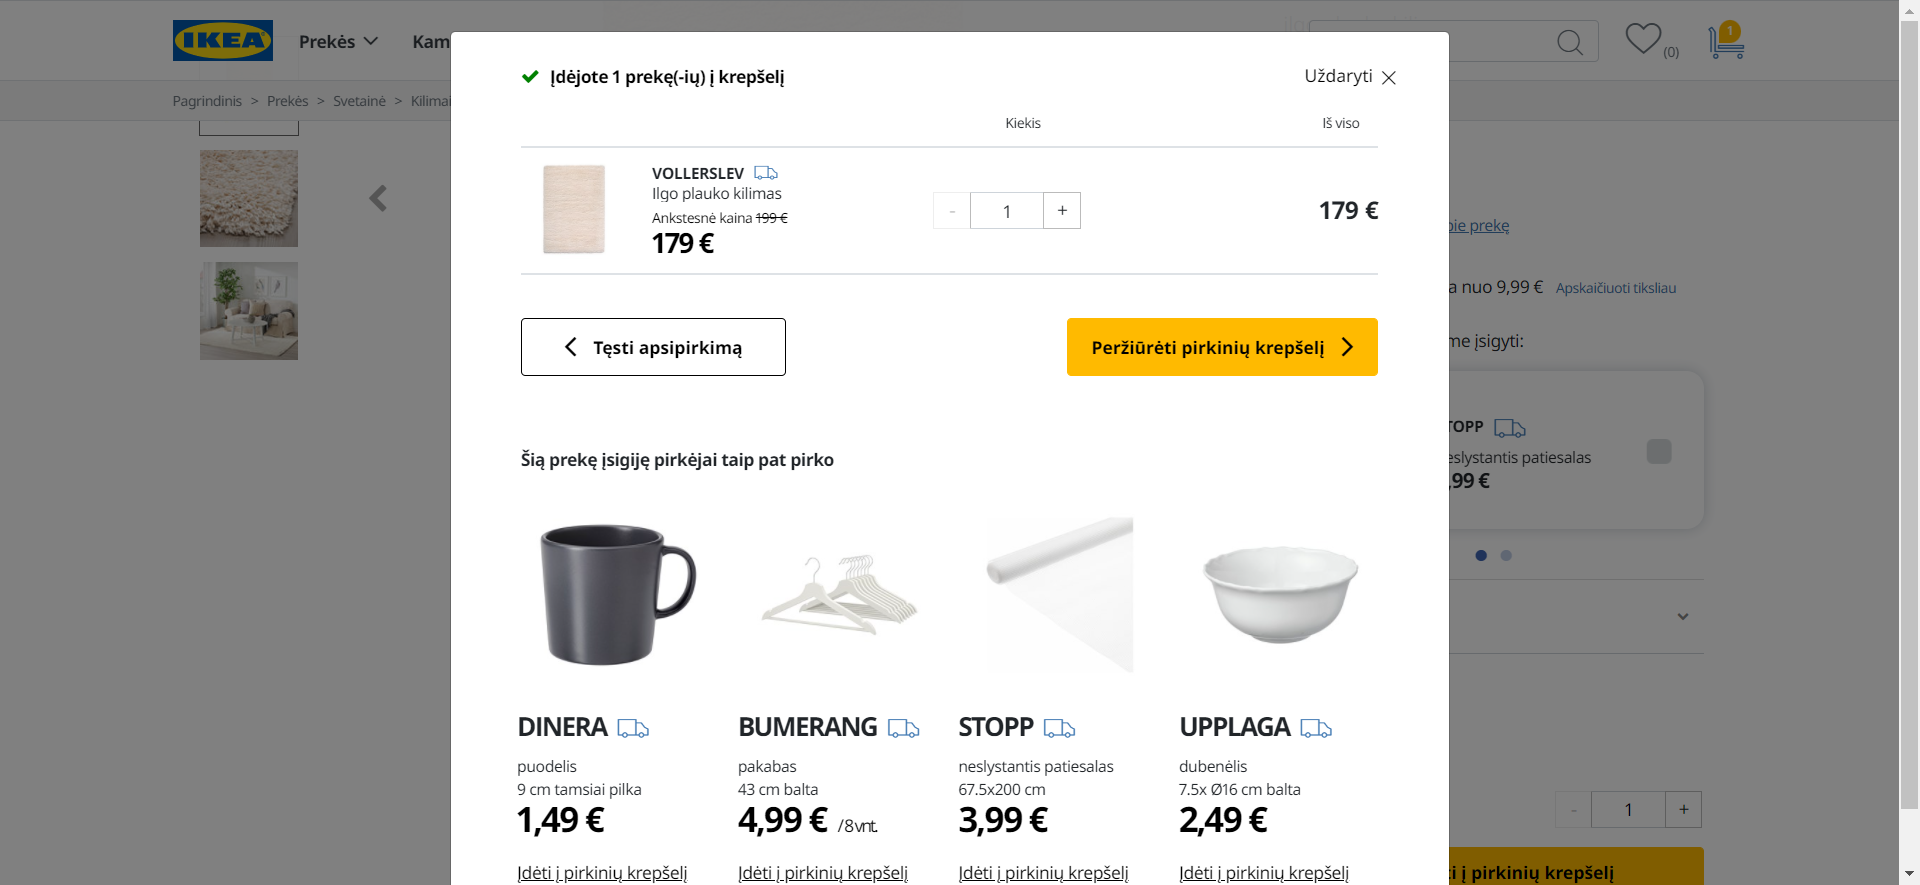 IKEA
Prekės
Kam
(0)
1
Pagrindinis > Prekės > Svetainė > Kilimai
Įdėjote 1 prekę(-ių) į krepšelį
Uždaryti
Kiekis
Iš viso
VOLLERSLEV
Ilgo plauko kilimas
Ankstesnė kaina 199 €
179 €
- 1 +
179 €
Tęsti apsipirkimą
Peržiūrėti pirkinių krepšelį
Šią prekę įsigiję pirkėjai taip pat pirko
DINERA
puodelis
9 cm tamsiai pilka
1,49 €
Įdėti į pirkinių krepšelį
BUMERANG
pakabas
43 cm balta
4,99 € /8vnt.
Įdėti į pirkinių krepšelį
STOPP
neslystantis patiesalas
67.5x200 cm
3,99 €
Įdėti į pirkinių krepšelį
UPPLAGA
dubenėlis
7.5x Ø16 cm balta
2,49 €
Įdėti į pirkinių krepšelį
pie prekę
a nuo 9,99 € Apskaičiuoti tiksliau
me įsigyti:
TOPP
eslystantis patiesalas
,99 €
- 1 +
ti į pirkinių krepšelį